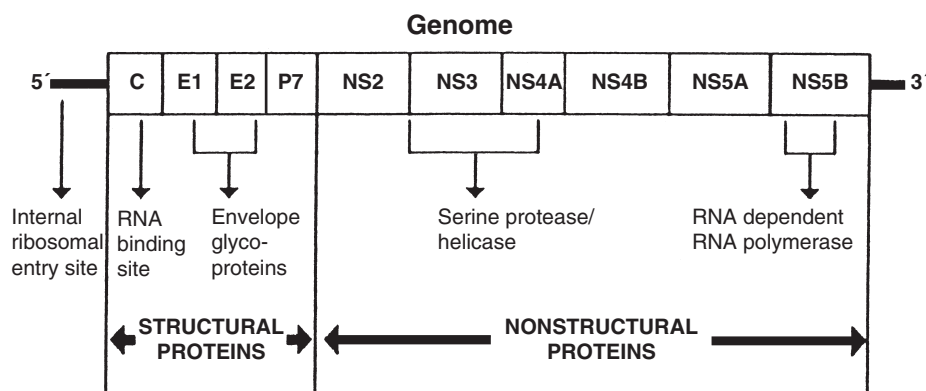 Genome
5´ C E1 E2 P7 NS2 NS3 NS4A NS4B NS5A NS5B 3´
Internal
ribosomal
entry site
RNA
binding
site
Envelope
glyco-
proteins
Serine protease/
helicase
RNA dependent
RNA polymerase
STRUCTURAL
PROTEINS
NONSTRUCTURAL
PROTEINS